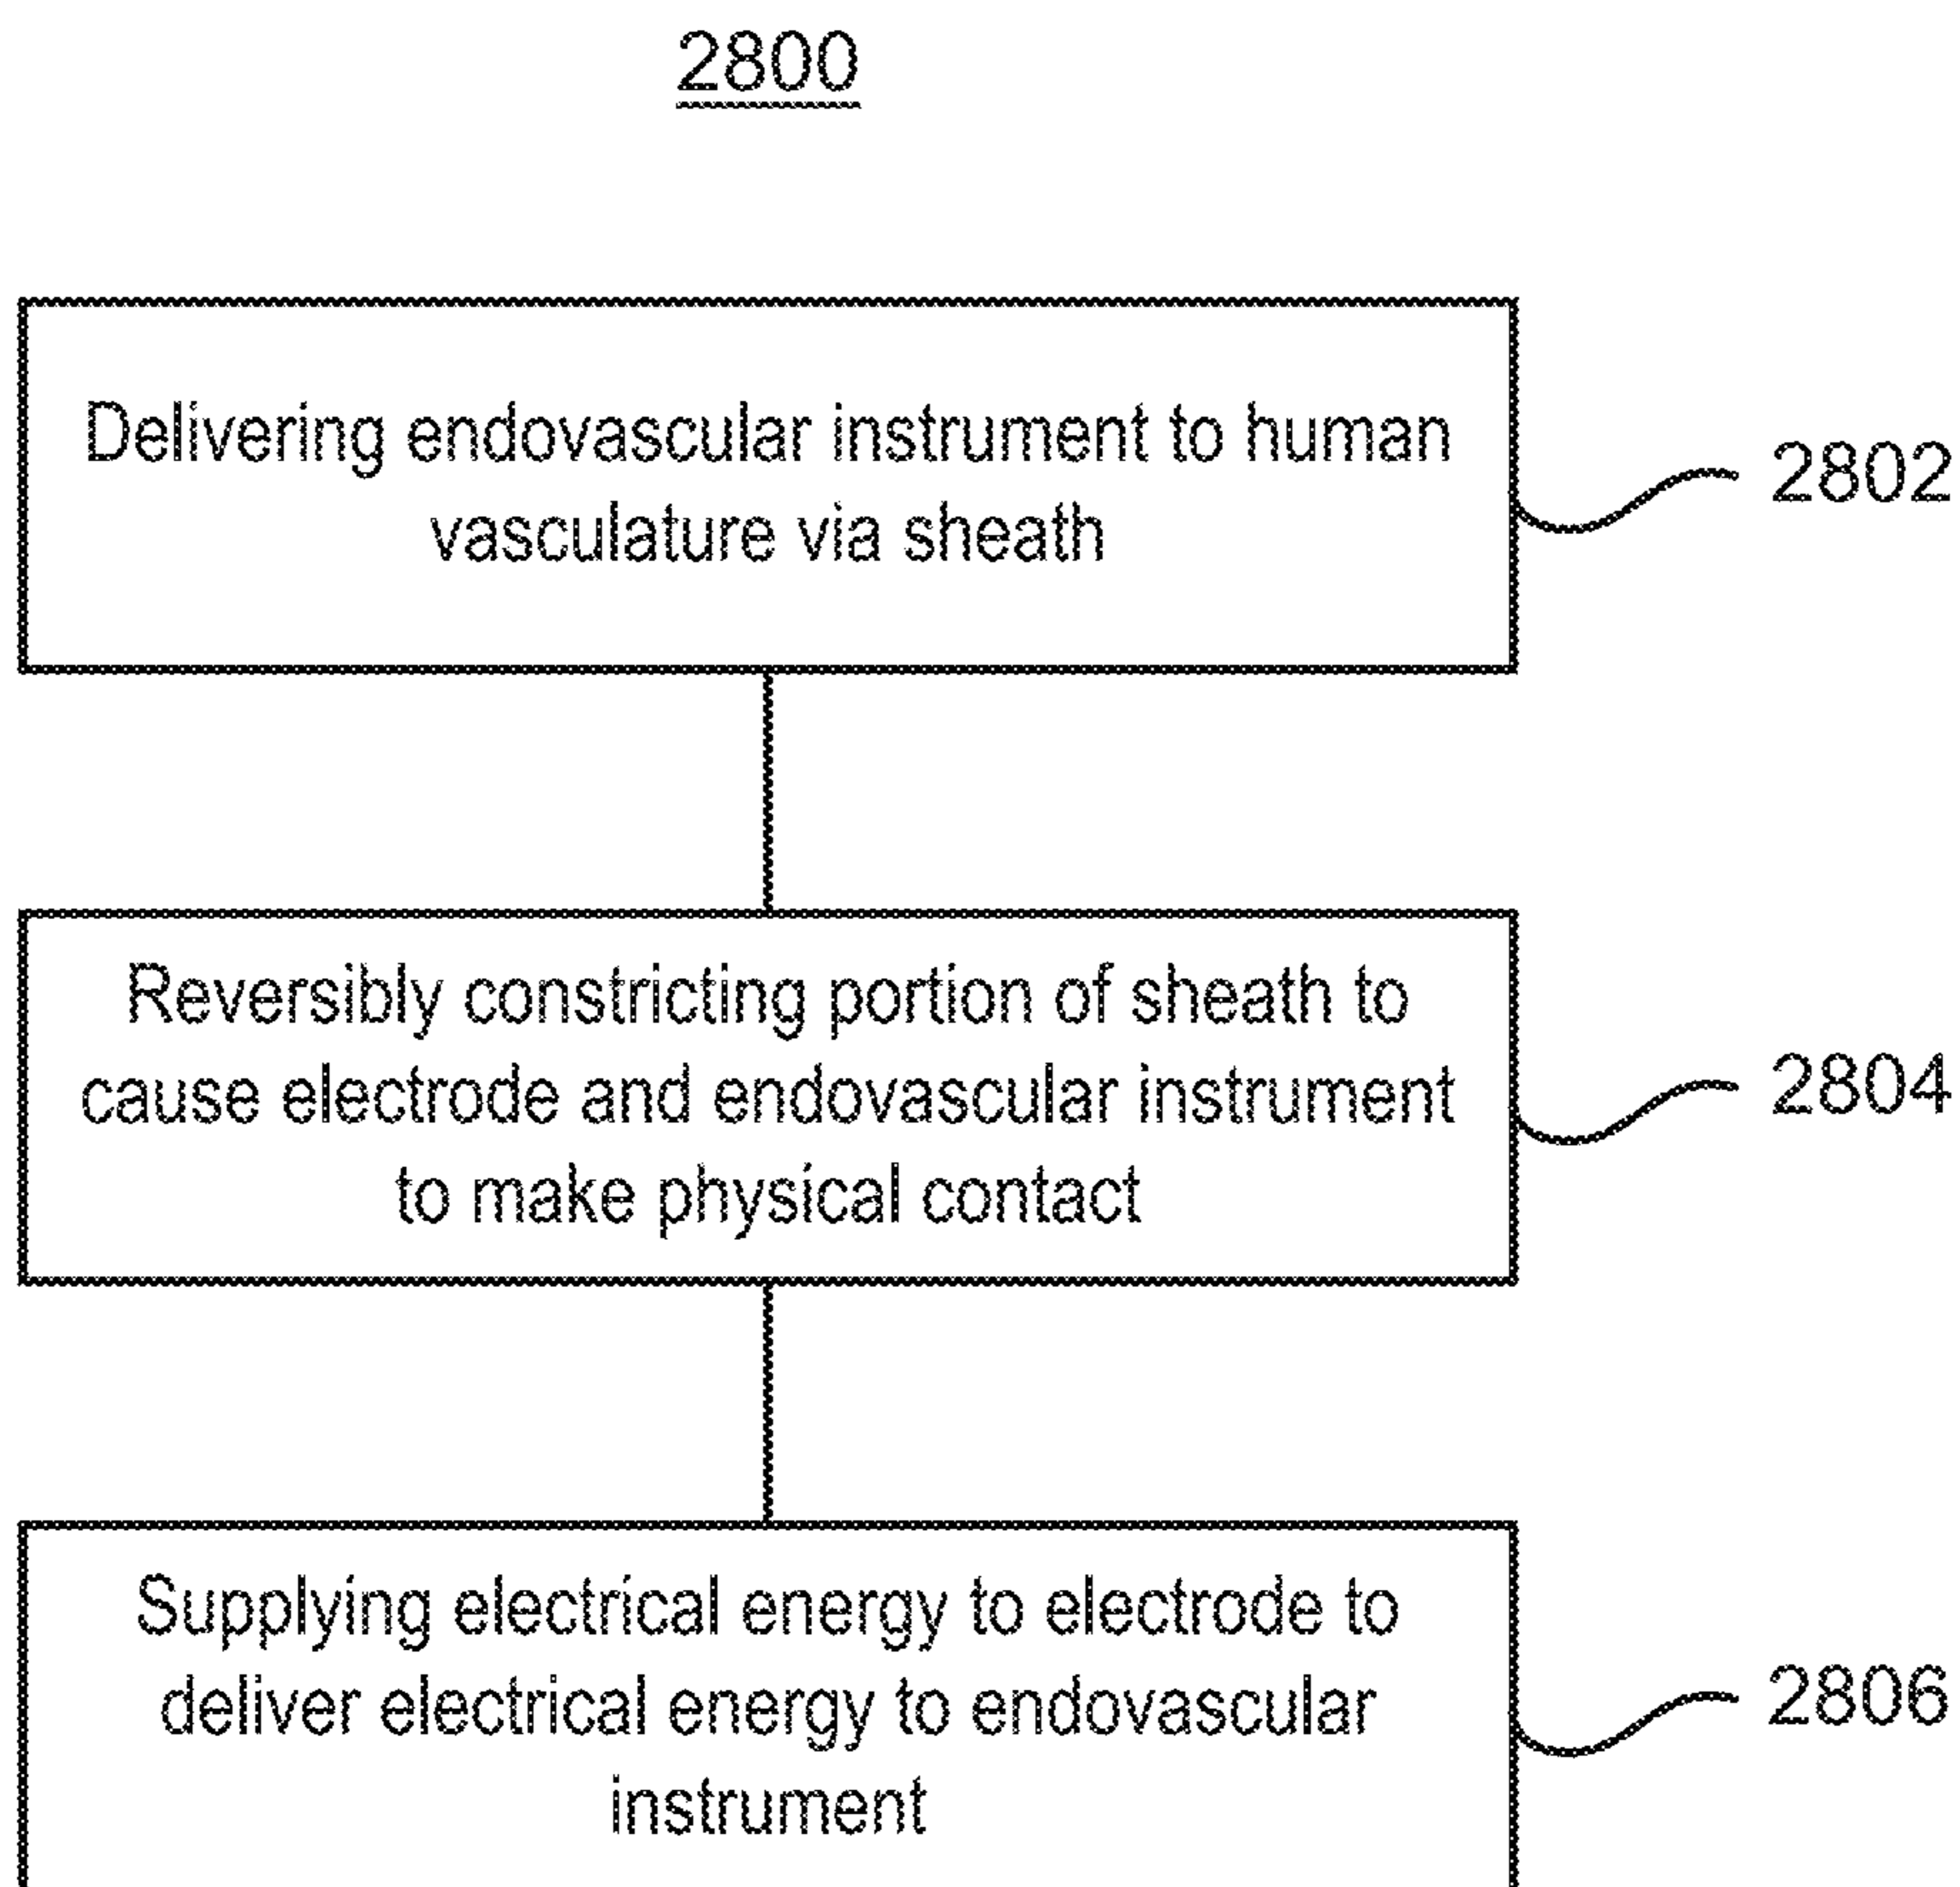 2800
Delivering endovascular instrument to human
vasculature via sheath
2802
Reversibly constricting portion of sheath to
cause electrode and endovascular instrument
to make physical contact
2804
Supplying electrical energy to electrode to
deliver electrical energy to endovascular
instrument
2806